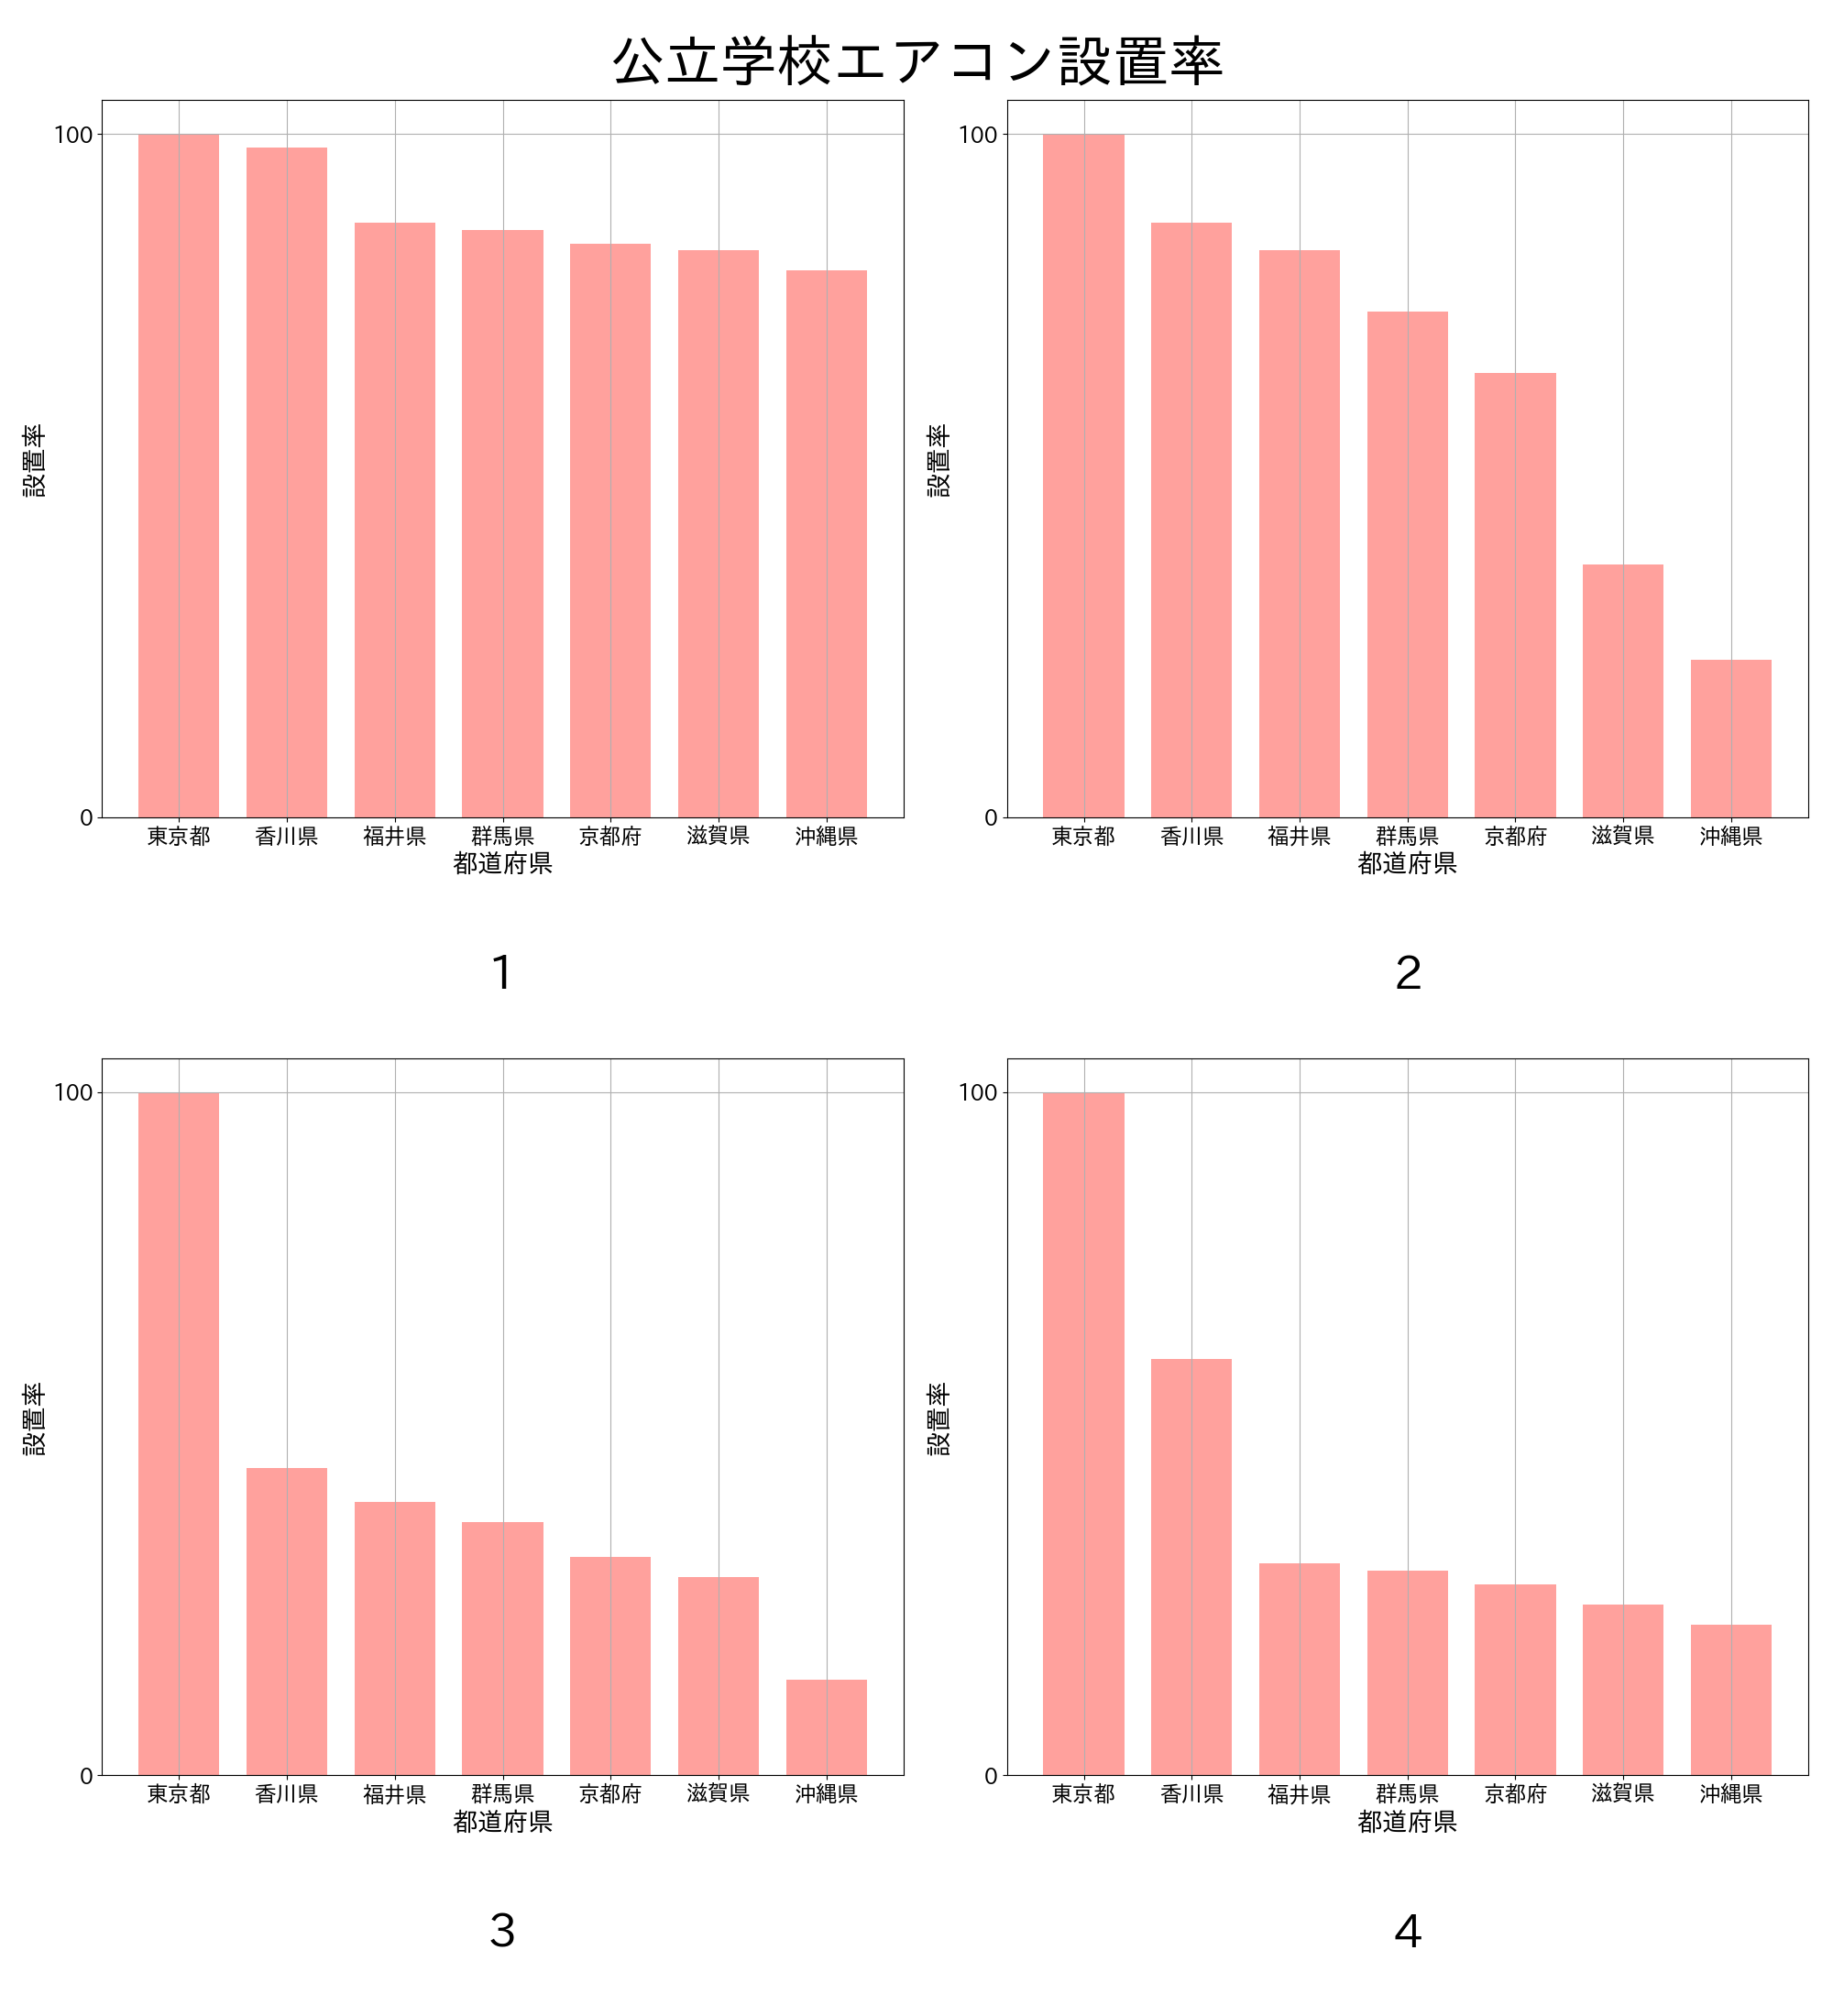 公立学校エアコン設置率
100
0
設置率
東京都 香川県 福井県 群馬県 京都府 滋賀県 沖縄県
都道府県
1
100
0
設置率
東京都 香川県 福井県 群馬県 京都府 滋賀県 沖縄県
都道府県
2
100
0
設置率
東京都 香川県 福井県 群馬県 京都府 滋賀県 沖縄県
都道府県
3
100
0
設置率
東京都 香川県 福井県 群馬県 京都府 滋賀県 沖縄県
都道府県
4